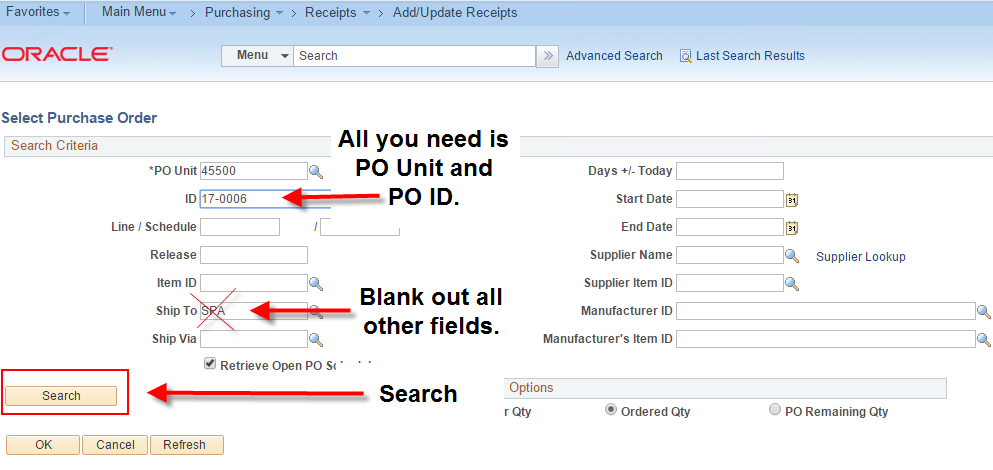 Favorites Main Menu > Purchasing > Receipts > Add/Update Receipts
ORACLE
Menu Search >> Advanced Search Last Search Results
Select Purchase Order
Search Criteria
All you need is
PO Unit and
PO ID.
*PO Unit 45500
Days +/- Today
ID 17-0006
Start Date 31
Line / Schedule /
End Date 31
Release
Supplier Name Supplier Lookup
Item ID
Supplier Item ID
Blank out all
other fields.
Ship To SPA
Manufacturer ID
Ship Via
Manufacturer's Item ID
Retrieve Open PO
Search
Search
Options
Qty Ordered Qty PO Remaining Qty
OK Cancel Refresh